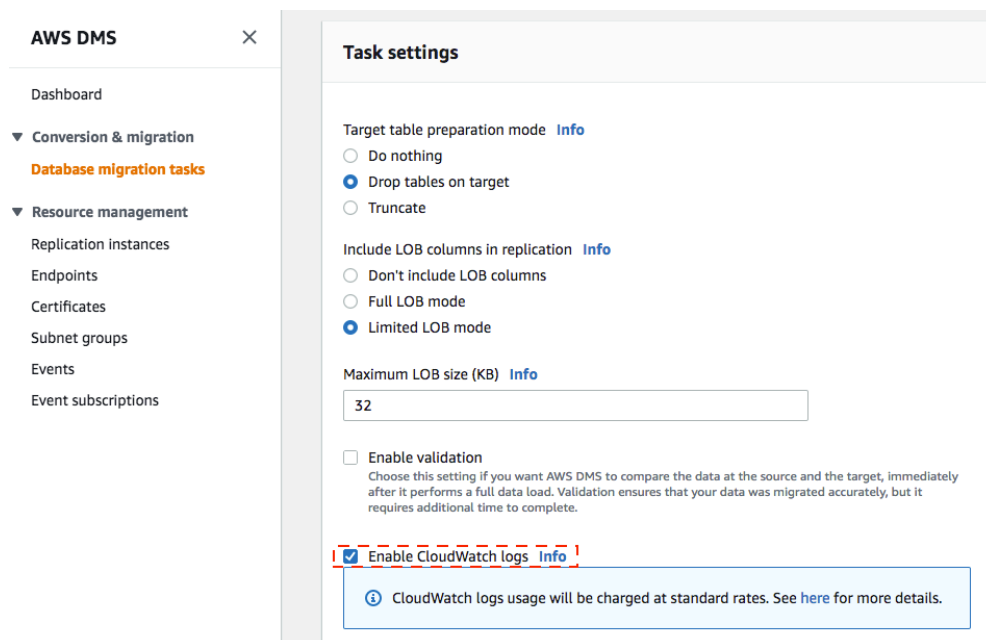 AWS DMS
Dashboard
Conversion & migration
Database migration tasks
Resource management
Replication instances
Endpoints
Certificates
Subnet groups
Events
Event subscriptions
Task settings
Target table preparation mode Info
Do nothing
Drop tables on target
Truncate
Include LOB columns in replication Info
Don't include LOB columns
Full LOB mode
Limited LOB mode
Maximum LOB size (KB) Info
32
Enable validation
Choose this setting if you want AWS DMS to compare the data at the source and the target, immediately
after it performs a full data load. Validation ensures that your data was migrated accurately, but it
requires additional time to complete.
Enable CloudWatch logs Info
CloudWatch logs usage will be charged at standard rates. See here for more details.